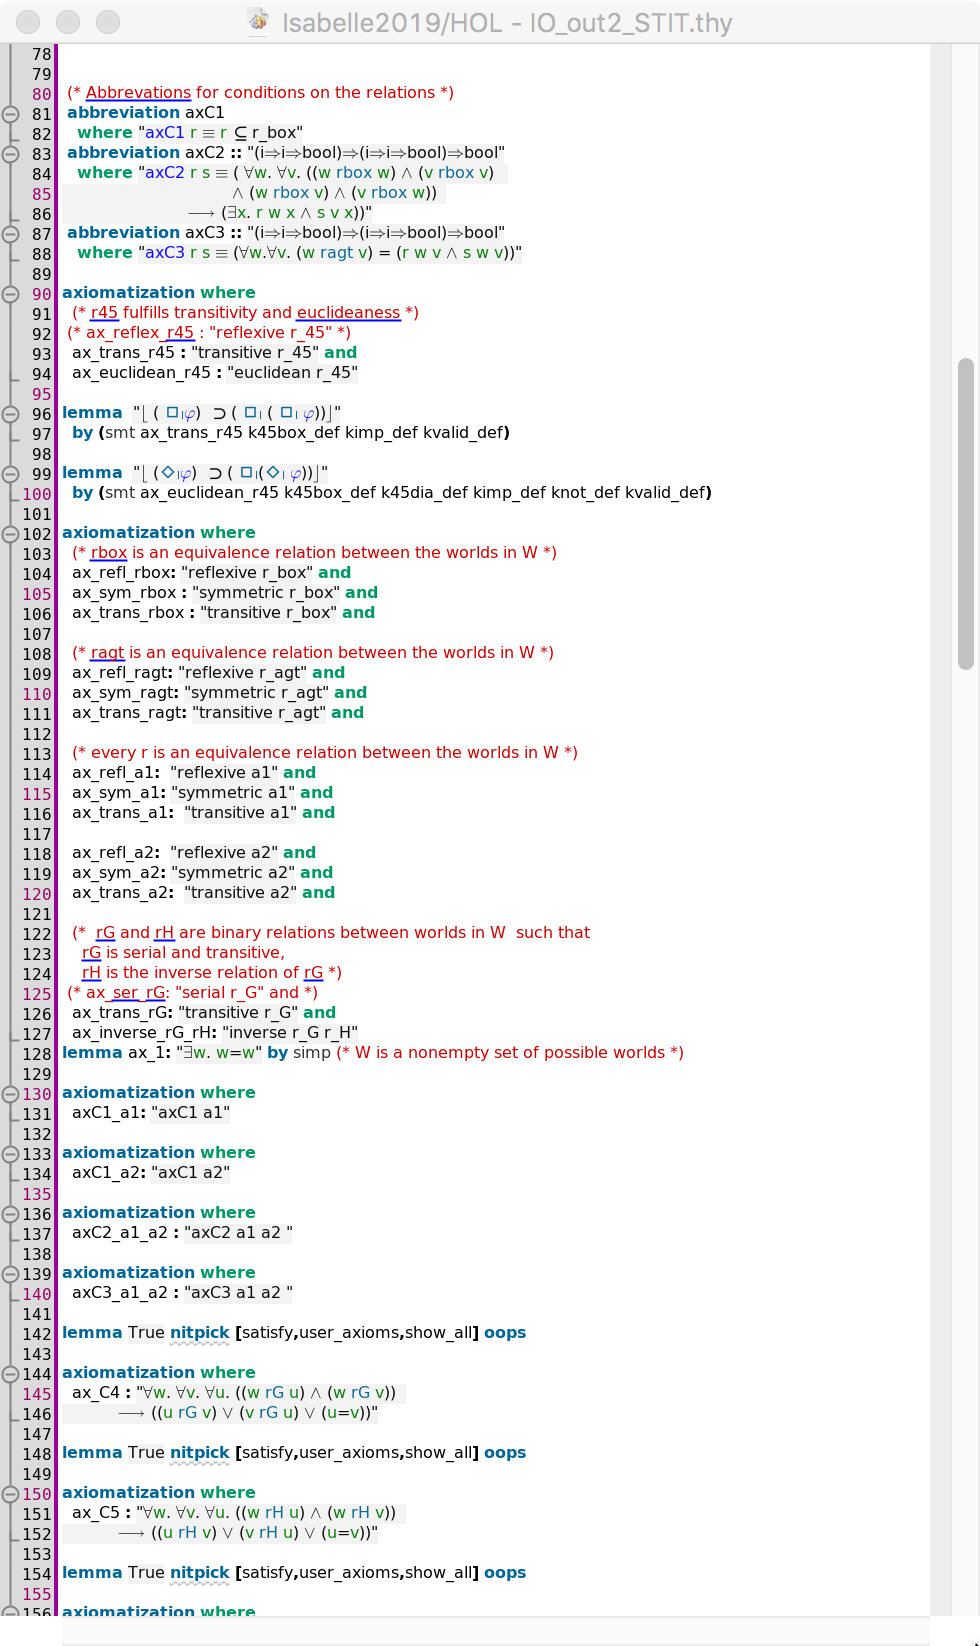 Isabelle2019/HOL - IO_out2_STIT.thy
78
79
80 (* Abbrevations for conditions on the relations *)
81 abbreviation axC1
82 where "axC1 r ≡ r ⊆ r_box"
83 abbreviation axC2 :: "(i⇒i⇒bool)⇒(i⇒i⇒bool)⇒bool"
84 where "axC2 r s ≡ ( ∀w. ∀v. ((w rbox w) ∧ (v rbox v)
85 ∧ (w rbox v) ∧ (v rbox w))
86 ⟶ (∃x. r w x ∧ s v x))"
87 abbreviation axC3 :: "(i⇒i⇒bool)⇒(i⇒i⇒bool)⇒bool"
88 where "axC3 r s ≡ (∀w.∀v. (w ragt v) = (r w v ∧ s w v))"
89
90 axiomatization where
91 (* r45 fulfills transitivity and euclideaness *)
92 (* ax_reflex_r45 : "reflexive r_45" *)
93 ax_trans_r45 : "transitive r_45" and
94 ax_euclidean_r45 : "euclidean r_45"
95
96 lemma "⌊ ( □ₗφ) ⊃ ( □ₗ ( □ₗ φ))⌋"
97 by (smt ax_trans_r45 k45box_def kimp_def kvalid_def)
98
99 lemma "⌊ (◇ₗφ) ⊃ ( □ₗ(◇ₗ φ))⌋"
100 by (smt ax_euclidean_r45 k45box_def k45dia_def kimp_def knot_def kvalid_def)
101
102 axiomatization where
103 (* rbox is an equivalence relation between the worlds in W *)
104 ax_refl_rbox: "reflexive r_box" and
105 ax_sym_rbox : "symmetric r_box" and
106 ax_trans_rbox : "transitive r_box" and
107
108 (* ragt is an equivalence relation between the worlds in W *)
109 ax_refl_ragt: "reflexive r_agt" and
110 ax_sym_ragt: "symmetric r_agt" and
111 ax_trans_ragt: "transitive r_agt" and
112
113 (* every r is an equivalence relation between the worlds in W *)
114 ax_refl_a1: "reflexive a1" and
115 ax_sym_a1: "symmetric a1" and
116 ax_trans_a1: "transitive a1" and
117
118 ax_refl_a2: "reflexive a2" and
119 ax_sym_a2: "symmetric a2" and
120 ax_trans_a2: "transitive a2" and
121
122 (* rG and rH are binary relations between worlds in W such that
123 rG is serial and transitive,
124 rH is the inverse relation of rG *)
125 (* ax_ser_rG: "serial r_G" and *)
126 ax_trans_rG: "transitive r_G" and
127 ax_inverse_rG_rH: "inverse r_G r_H"
128 lemma ax_1: "∃w. w=w" by simp (* W is a nonempty set of possible worlds *)
129
130 axiomatization where
131 axC1_a1: "axC1 a1"
132
133 axiomatization where
134 axC1_a2: "axC1 a2"
135
136 axiomatization where
137 axC2_a1_a2 : "axC2 a1 a2 "
138
139 axiomatization where
140 axC3_a1_a2 : "axC3 a1 a2 "
141
142 lemma True nitpick [satisfy,user_axioms,show_all] oops
143
144 axiomatization where
145 ax_C4 : "∀w. ∀v. ∀u. ((w rG u) ∧ (w rG v))
146 ⟶ ((u rG v) ∨ (v rG u) ∨ (u=v))"
147
148 lemma True nitpick [satisfy,user_axioms,show_all] oops
149
150 axiomatization where
151 ax_C5 : "∀w. ∀v. ∀u. ((w rH u) ∧ (w rH v))
152 ⟶ ((u rH v) ∨ (v rH u) ∨ (u=v))"
153
154 lemma True nitpick [satisfy,user_axioms,show_all] oops
155
156 axiomatization where